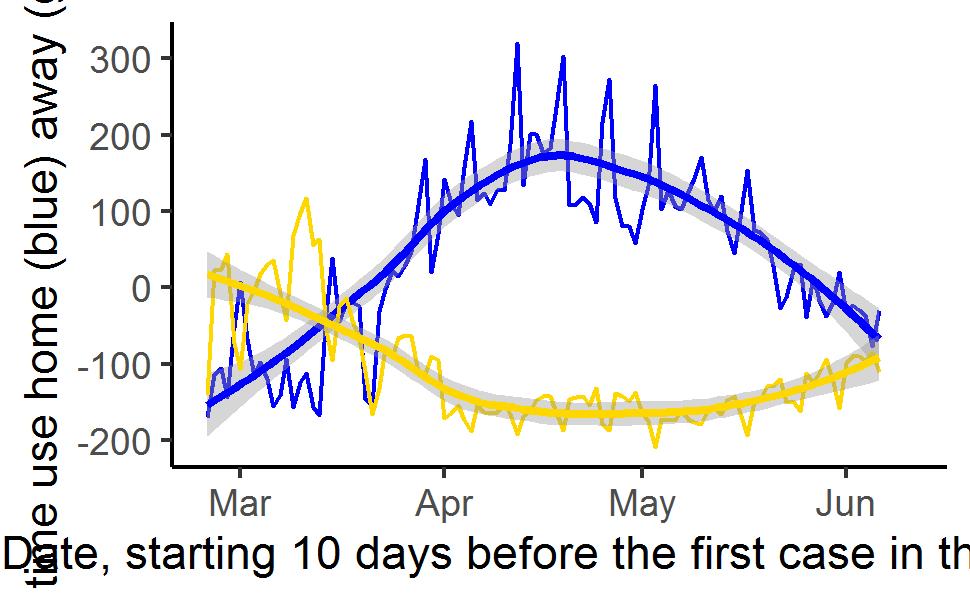 time use home (blue) away (
300
200
100
0
-100
-200
Mar Apr May Jun
Date, starting 10 days before the first case in th